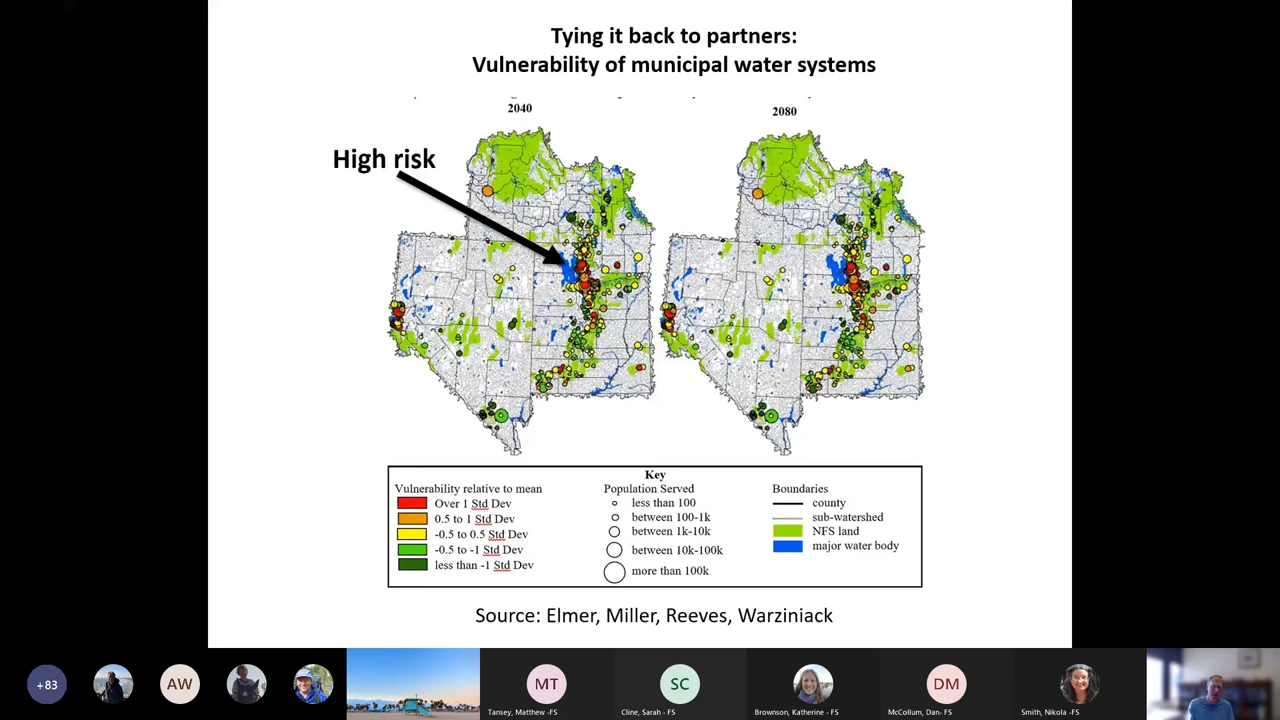 Tying it back to partners:
Vulnerability of municipal water systems
2040
2080
High risk
Key
Vulnerability relative to mean
Over 1 Std Dev
0.5 to 1 Std Dev
-0.5 to 0.5 Std Dev
-0.5 to -1 Std Dev
less than -1 Std Dev
Population Served
less than 100
between 100-1k
between 1k-10k
between 10k-100k
more than 100k
Boundaries
county
sub-watershed
NFS land
major water body
Source: Elmer, Miller, Reeves, Warziniack
+83
AW
MT
SC
DM
Tansey, Matthew -FS
Cline, Sarah - FS
Brownson, Katherine - FS
McCollum, Dan- FS
Smith, Nikola -FS